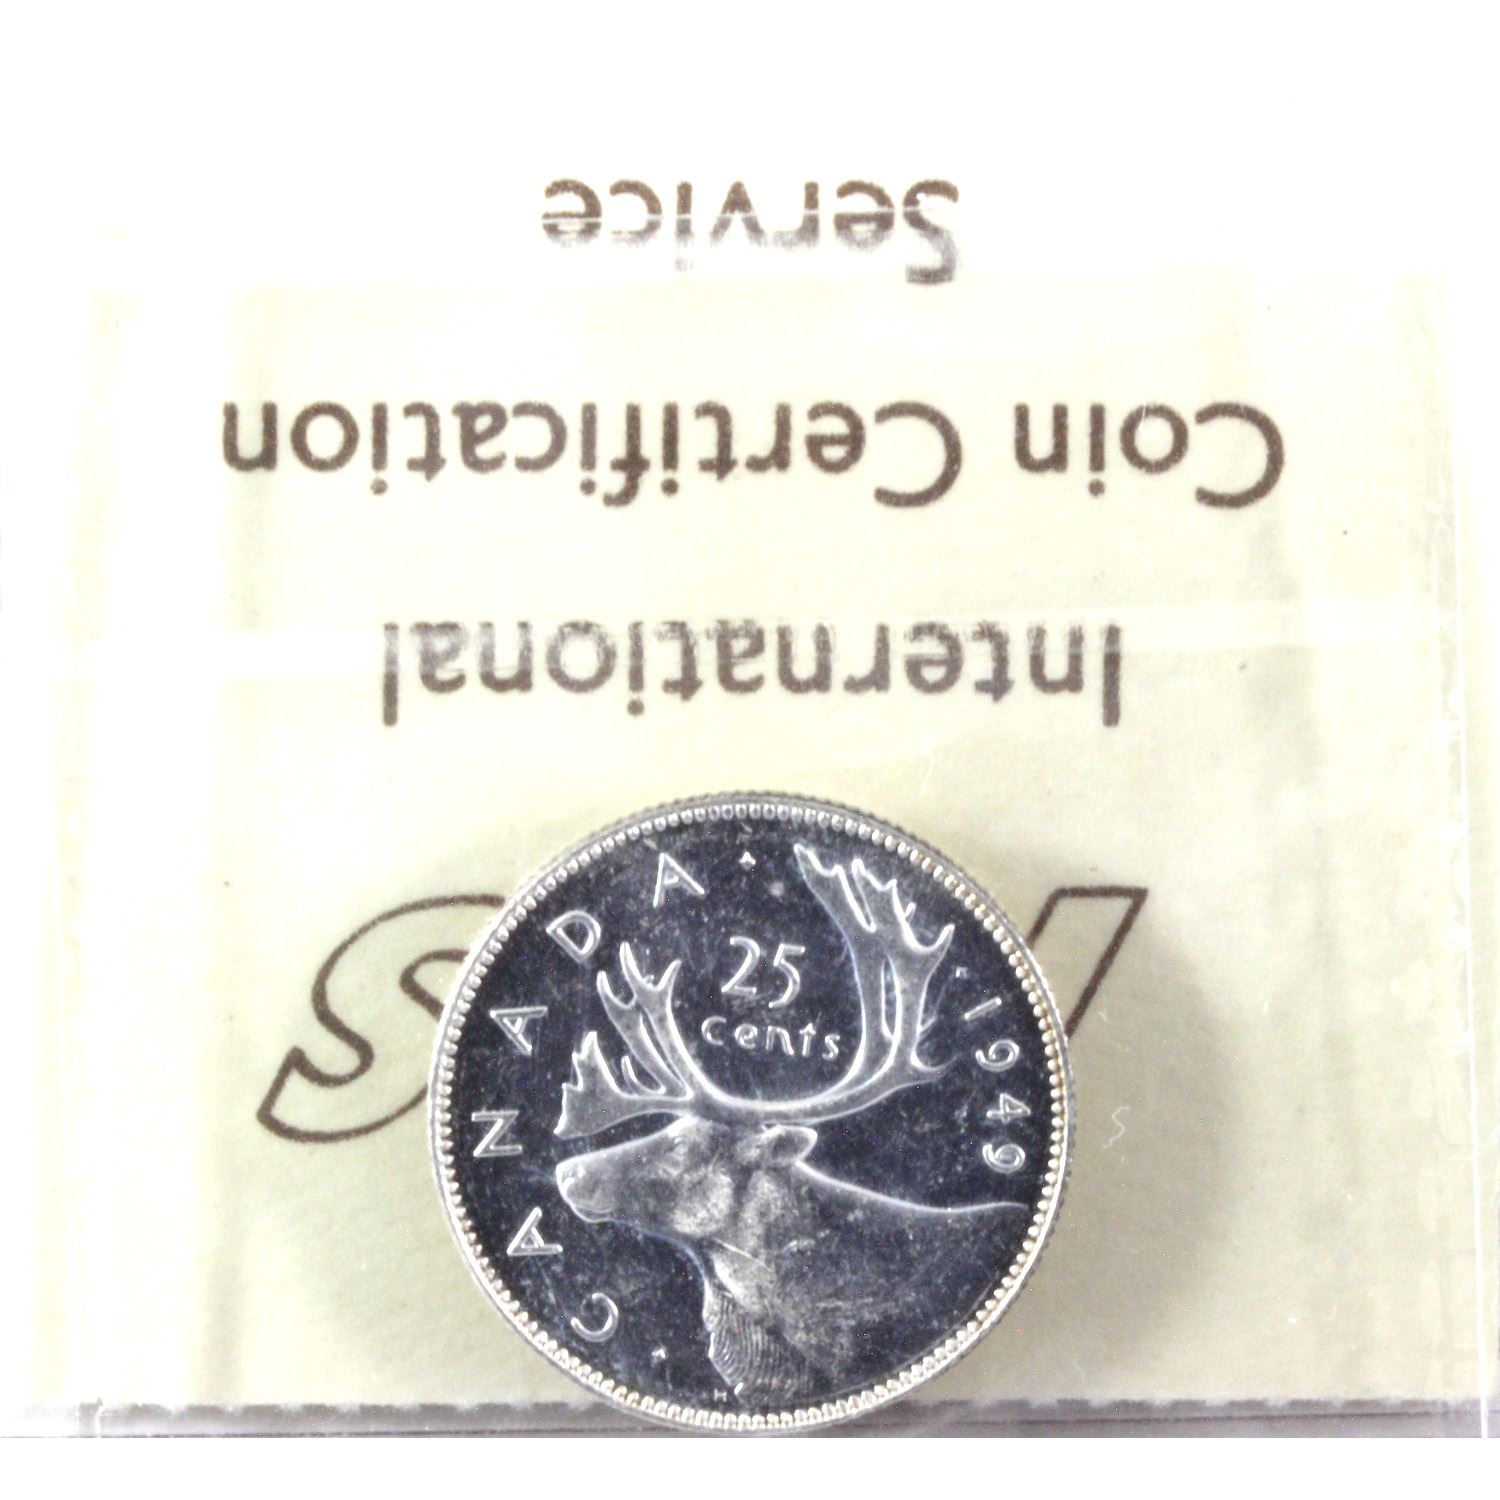 International
Coin Certification
Service
CANADA
25
cents
1949
H